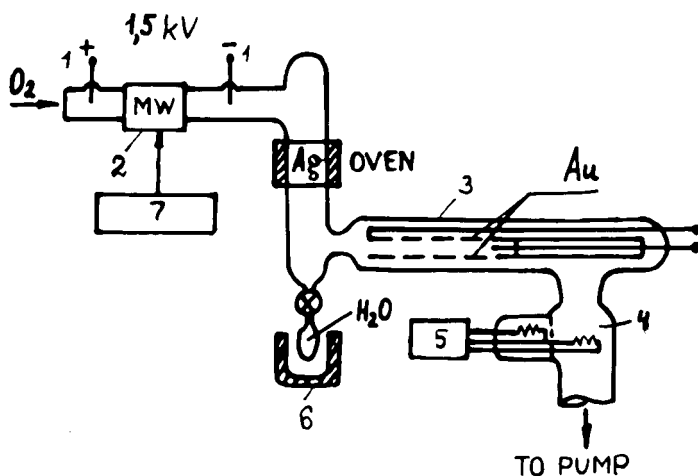 1,5 kV
1 + − 1
O₂
MW
2
7
Ag
OVEN
3
Au
H₂O
6
5
4
TO PUMP